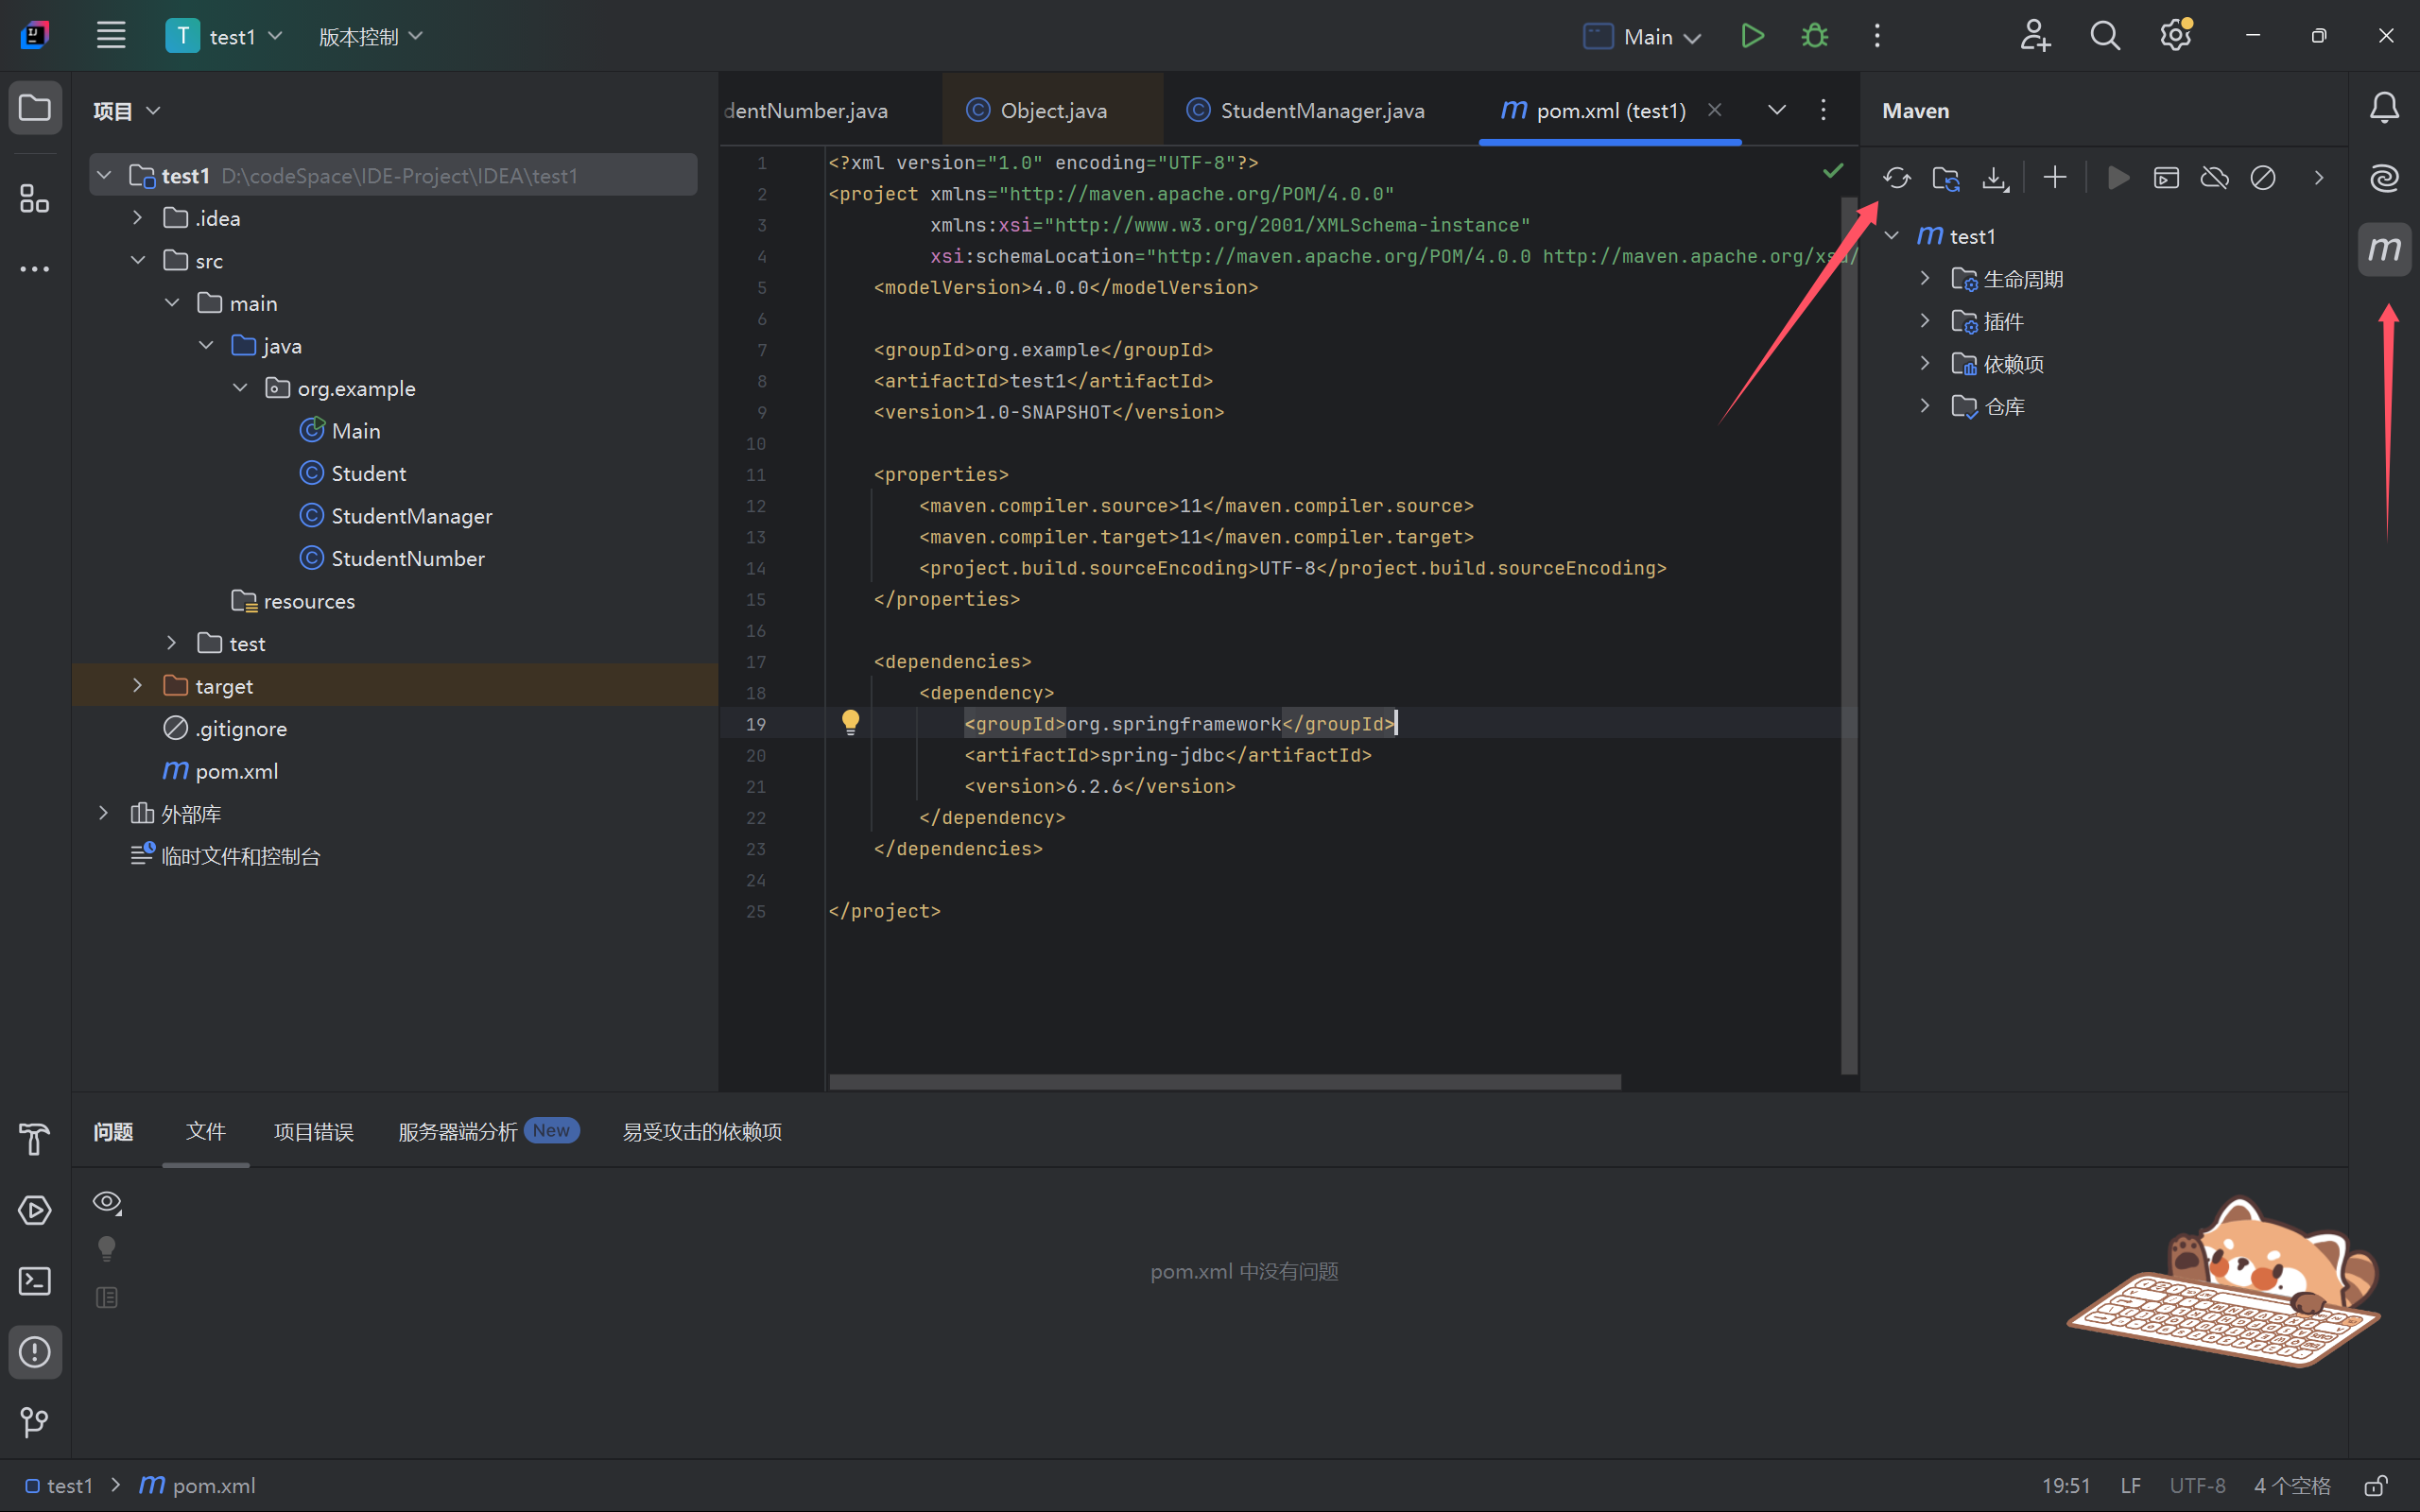 T test1 版本控制 Main
项目
test1 D:\codeSpace\IDE-Project\IDEA\test1
.idea
src
main
java
org.example
Main
Student
StudentManager
StudentNumber
resources
test
target
.gitignore
pom.xml
外部库
临时文件和控制台
dentNumber.java Object.java StudentManager.java pom.xml (test1)
1 <?xml version="1.0" encoding="UTF-8"?>
2 <project xmlns="http://maven.apache.org/POM/4.0.0"
3 xmlns:xsi="http://www.w3.org/2001/XMLSchema-instance"
4 xsi:schemaLocation="http://maven.apache.org/POM/4.0.0 http://maven.apache.org/xsd/
5 <modelVersion>4.0.0</modelVersion>
6
7 <groupId>org.example</groupId>
8 <artifactId>test1</artifactId>
9 <version>1.0-SNAPSHOT</version>
10
11 <properties>
12 <maven.compiler.source>11</maven.compiler.source>
13 <maven.compiler.target>11</maven.compiler.target>
14 <project.build.sourceEncoding>UTF-8</project.build.sourceEncoding>
15 </properties>
16
17 <dependencies>
18 <dependency>
19 <groupId>org.springframework</groupId>
20 <artifactId>spring-jdbc</artifactId>
21 <version>6.2.6</version>
22 </dependency>
23 </dependencies>
24
25 </project>
Maven
test1
生命周期
插件
依赖项
仓库
问题 文件 项目错误 服务器端分析 New 易受攻击的依赖项
pom.xml 中没有问题
test1 pom.xml 19:51 LF UTF-8 4 个空格